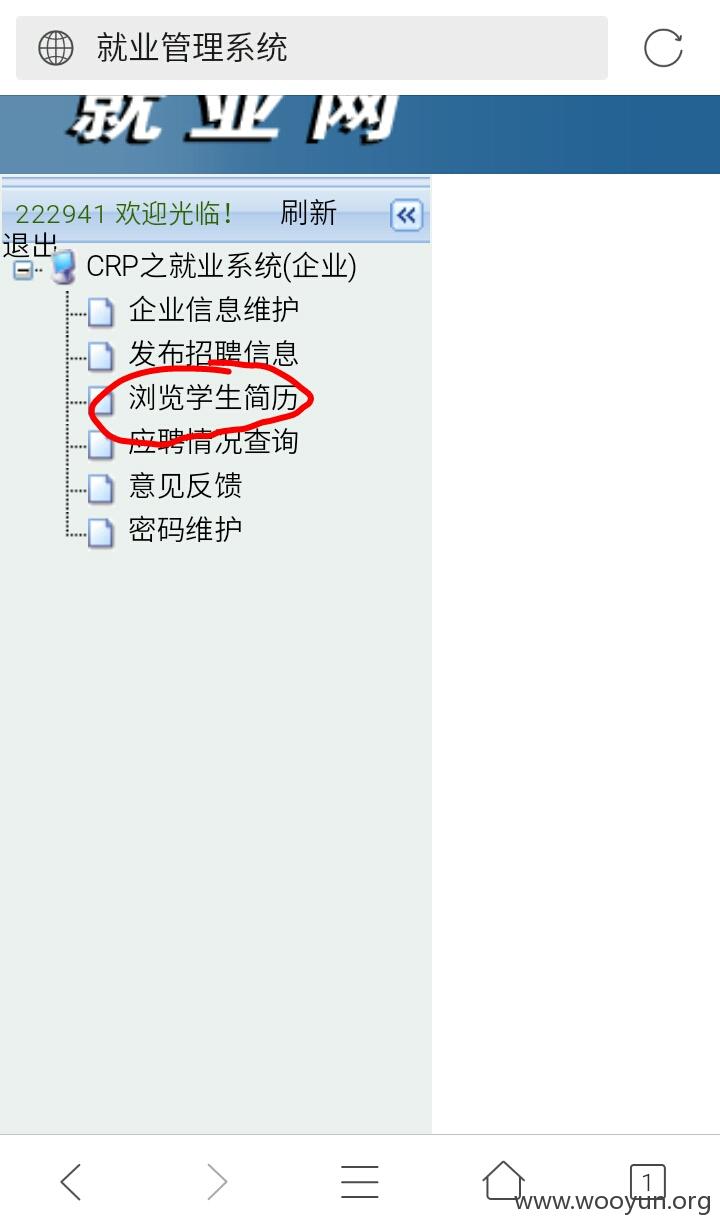 就业管理系统
就业网
222941 欢迎光临！ 刷新
退出
CRP之就业系统(企业)
企业信息维护
发布招聘信息
浏览学生简历
应聘情况查询
意见反馈
密码维护
1
www.wooyun.org